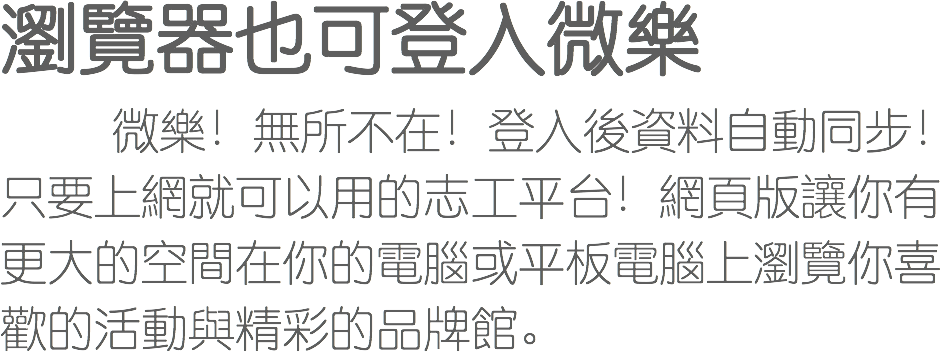 瀏覽器也可登入微樂
微樂！無所不在！登入後資料自動同步！
只要上網就可以用的志工平台！網頁版讓你有
更大的空間在你的電腦或平板電腦上瀏覽你喜
歡的活動與精彩的品牌館。